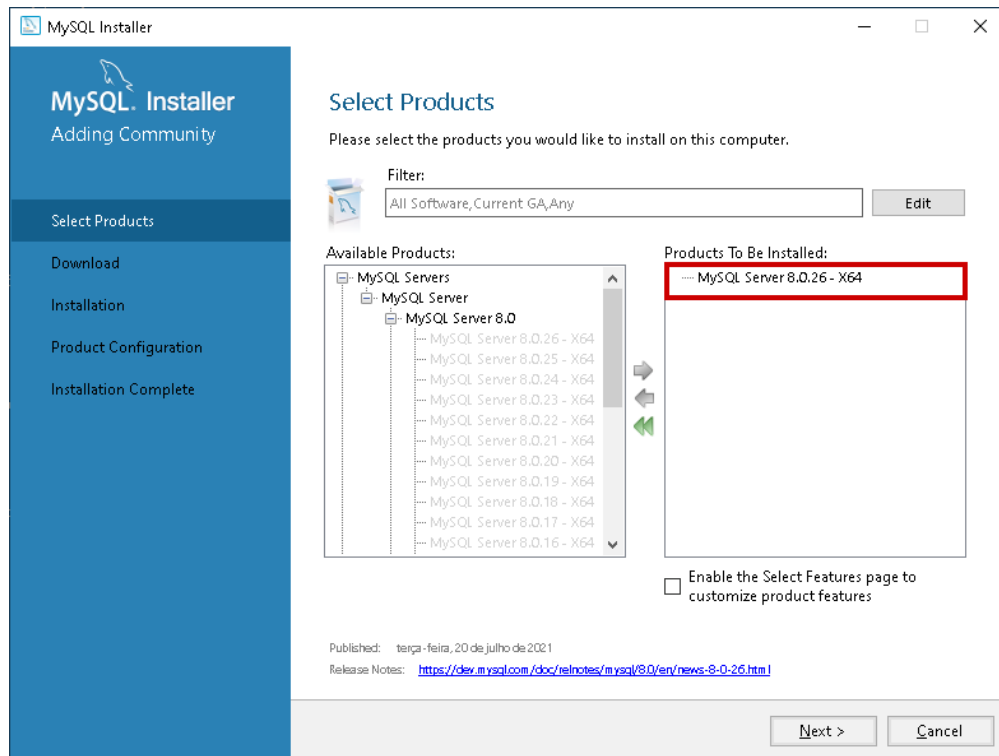 MySQL Installer
MySQL. Installer
Adding Community
Select Products
Download
Installation
Product Configuration
Installation Complete
Select Products
Please select the products you would like to install on this computer.
Filter:
All Software,Current GA,Any
Edit
Available Products:
MySQL Servers
MySQL Server
MySQL Server 8.0
MySQL Server 8.0.26 - X64
MySQL Server 8.0.25 - X64
MySQL Server 8.0.24 - X64
MySQL Server 8.0.23 - X64
MySQL Server 8.0.22 - X64
MySQL Server 8.0.21 - X64
MySQL Server 8.0.20 - X64
MySQL Server 8.0.19 - X64
MySQL Server 8.0.18 - X64
MySQL Server 8.0.17 - X64
MySQL Server 8.0.16 - X64
Products To Be Installed:
MySQL Server 8.0.26 - X64
Enable the Select Features page to
customize product features
Published: terça-feira, 20 de julho de 2021
Release Notes: https://dev.mysql.com/doc/relnotes/mysql/8.0/en/news-8-0-26.html
Next >
Cancel